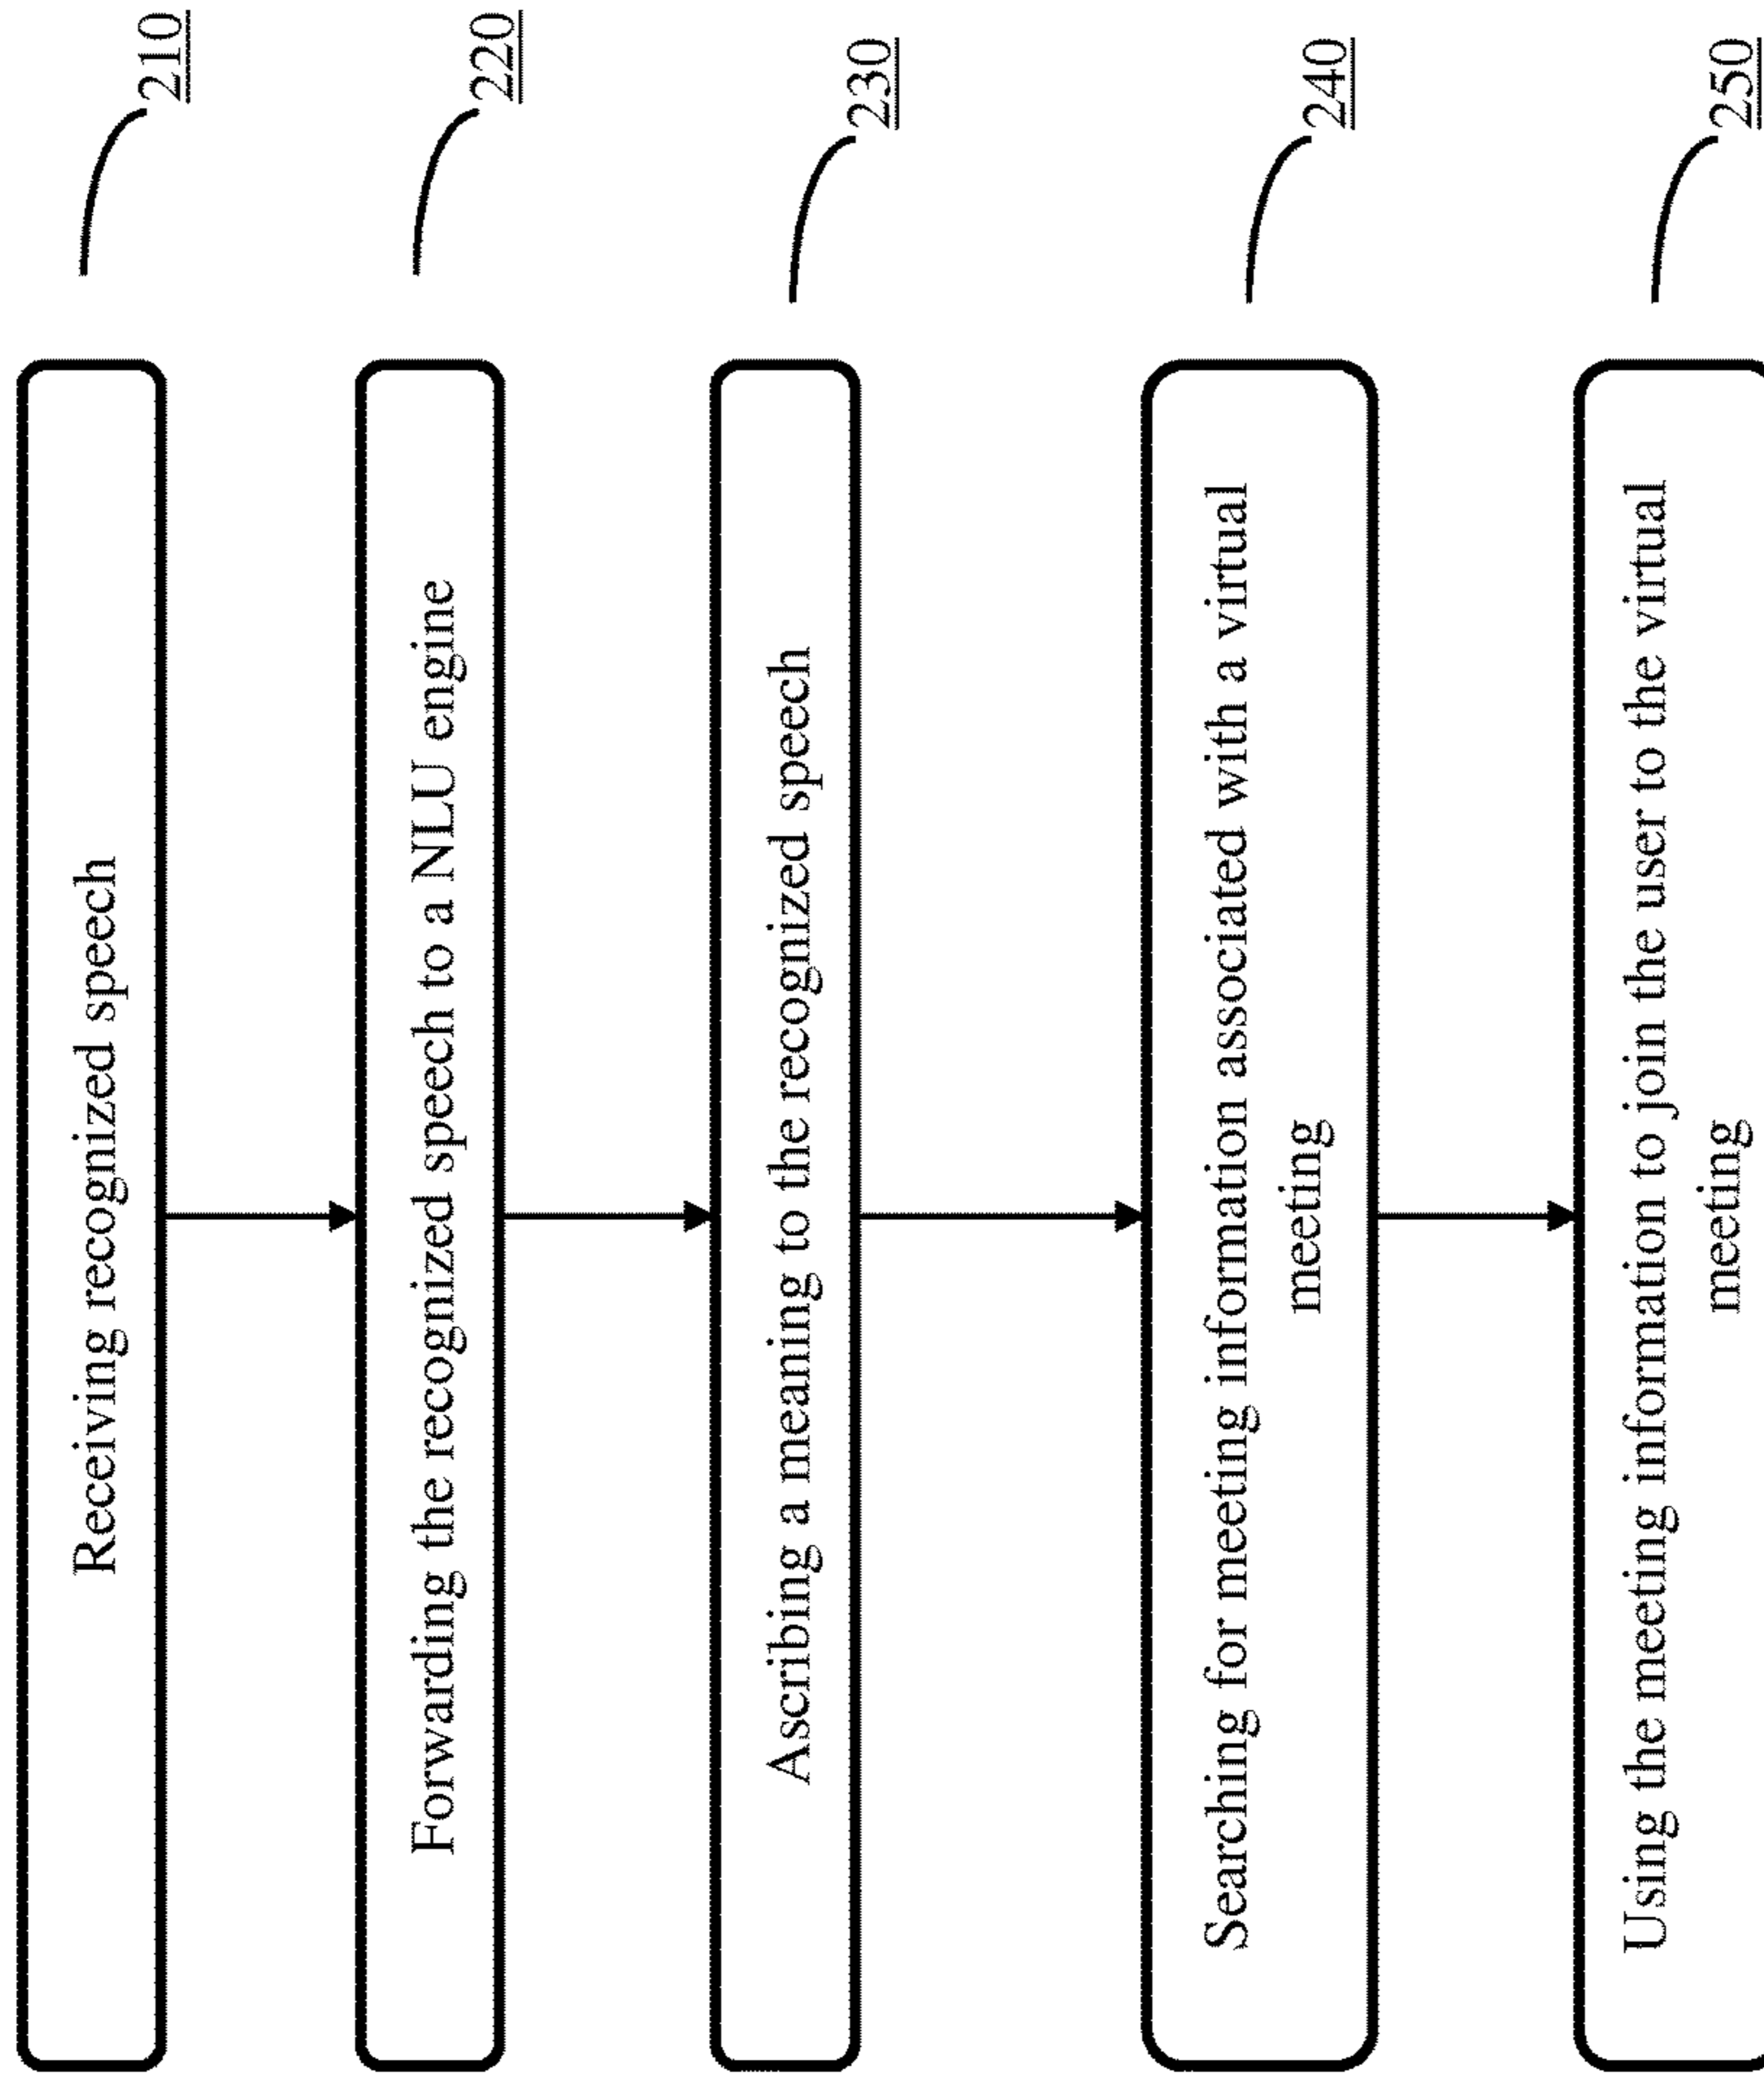 Receiving recognized speech
210
Forwarding the recognized speech to a NLU engine
220
Ascribing a meaning to the recognized speech
230
Searching for meeting information associated with a virtual
meeting
240
Using the meeting information to join the user to the virtual
meeting
250